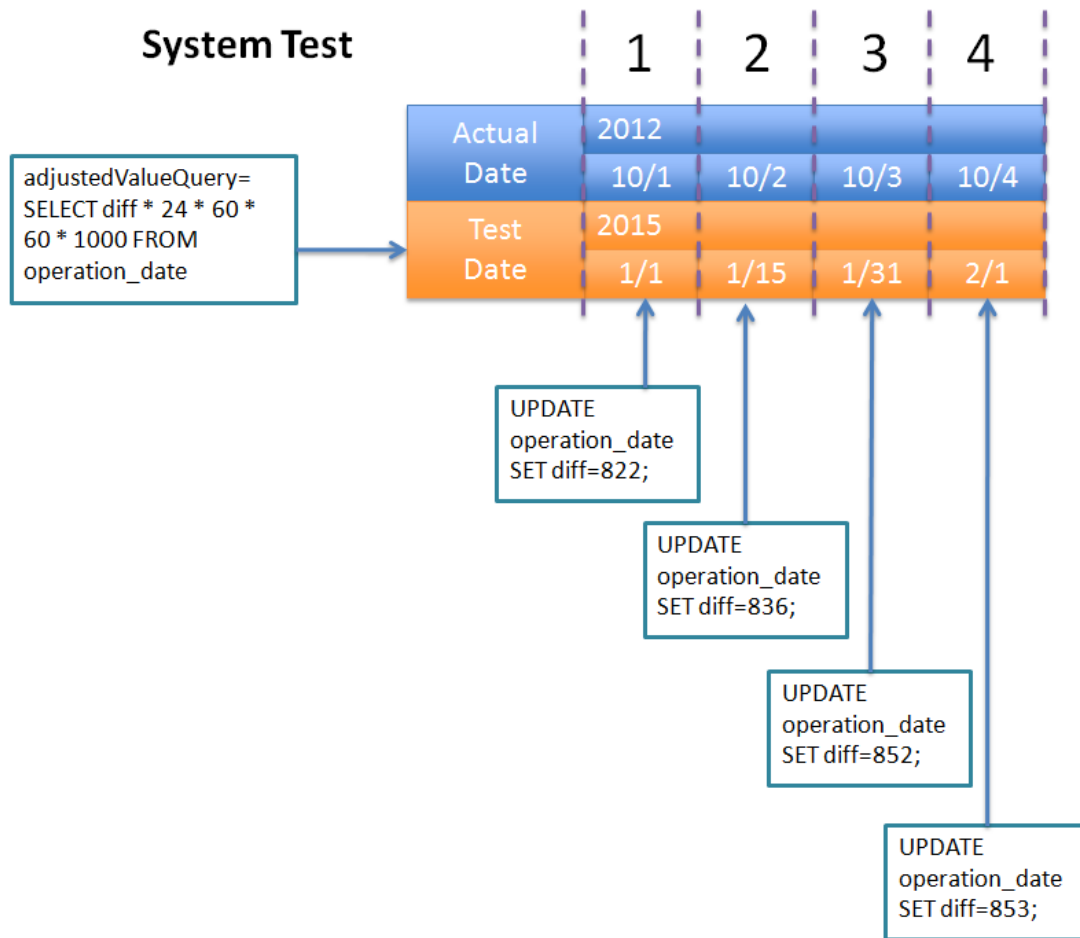 System Test
1 2 3 4
Actual Date
2012
10/1 10/2 10/3 10/4
Test Date
2015
1/1 1/15 1/31 2/1
adjustedValueQuery=
SELECT diff * 24 * 60 *
60 * 1000 FROM
operation_date
UPDATE
operation_date
SET diff=822;
UPDATE
operation_date
SET diff=836;
UPDATE
operation_date
SET diff=852;
UPDATE
operation_date
SET diff=853;